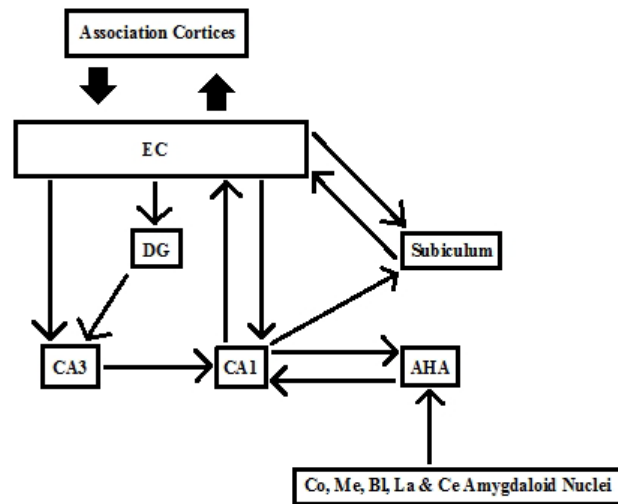 Association Cortices
EC
DG
Subiculum
CA3
CA1
AHA
Co, Me, Bl, La & Ce Amygdaloid Nuclei